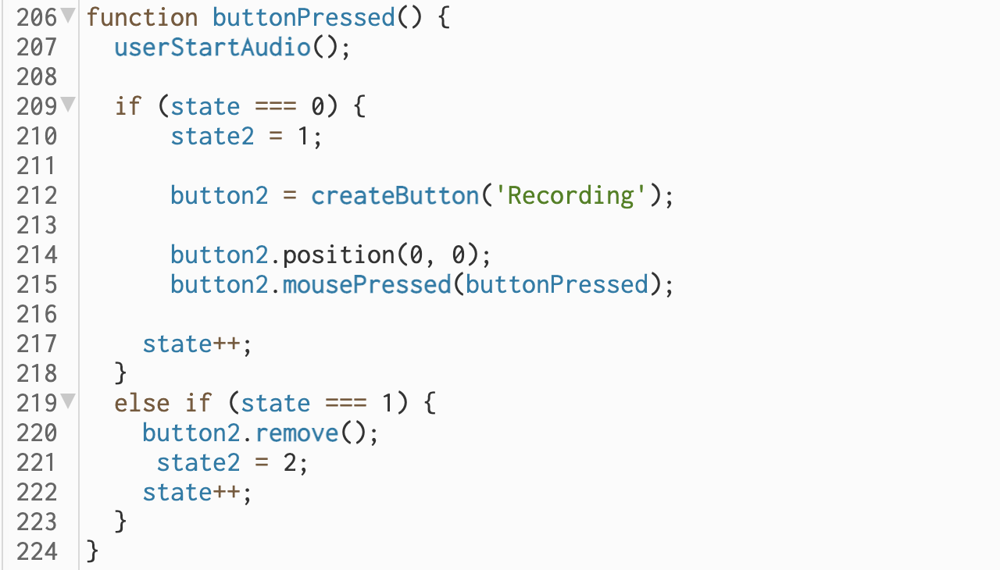 206 function buttonPressed() {
207   userStartAudio();
208
209   if (state === 0) {
210       state2 = 1;
211
212       button2 = createButton('Recording');
213
214       button2.position(0, 0);
215       button2.mousePressed(buttonPressed);
216
217     state++;
218   }
219   else if (state === 1) {
220     button2.remove();
221      state2 = 2;
222     state++;
223   }
224 }